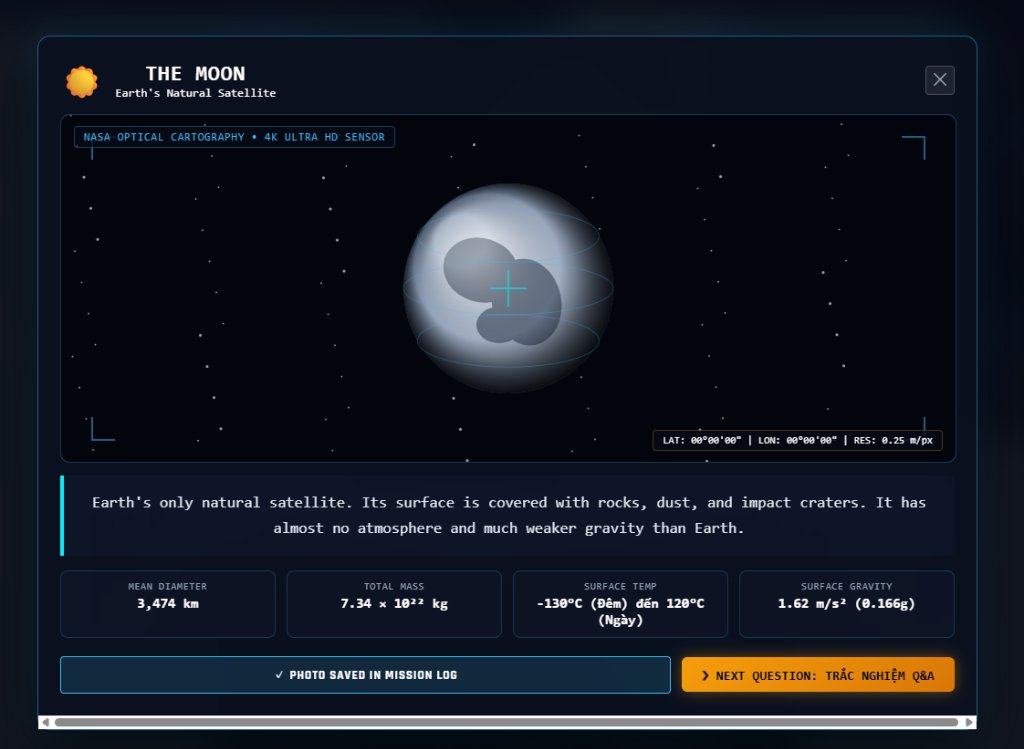 THE MOON
Earth's Natural Satellite
NASA OPTICAL CARTOGRAPHY • 4K ULTRA HD SENSOR
LAT: 00°00'00" | LON: 00°00'00" | RES: 0.25 m/px
Earth's only natural satellite. Its surface is covered with rocks, dust, and impact craters. It has
almost no atmosphere and much weaker gravity than Earth.
MEAN DIAMETER
3,474 km
TOTAL MASS
7.34 × 10²² kg
SURFACE TEMP
-130°C (Đêm) đến 120°C
(Ngày)
SURFACE GRAVITY
1.62 m/s² (0.166g)
✓ PHOTO SAVED IN MISSION LOG
❯ NEXT QUESTION: TRẮC NGHIỆM Q&A